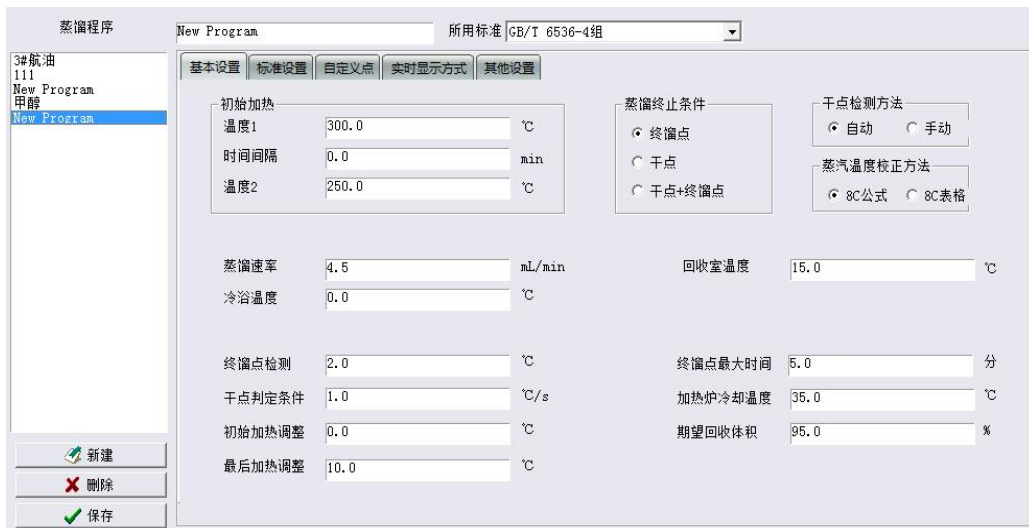 蒸馏程序
New Program
所用标准 GB/T 6536-4组
3#航油
111
New Program
甲醇
New Program
基本设置 标准设置 自定义点 实时显示方式 其他设置
初始加热
温度1 300.0 ℃
时间间隔 0.0 min
温度2 250.0 ℃
蒸馏终止条件
终馏点
干点
干点+终馏点
干点检测方法
自动 手动
蒸汽温度校正方法
8C公式 8C表格
蒸馏速率 4.5 mL/min
回收室温度 15.0 ℃
冷浴温度 0.0 ℃
终馏点检测 2.0 ℃
终馏点最大时间 5.0 分
干点判定条件 1.0 ℃/s
加热炉冷却温度 35.0 ℃
初始加热调整 0.0 ℃
期望回收体积 95.0 %
最后加热调整 10.0 ℃
新建
删除
保存